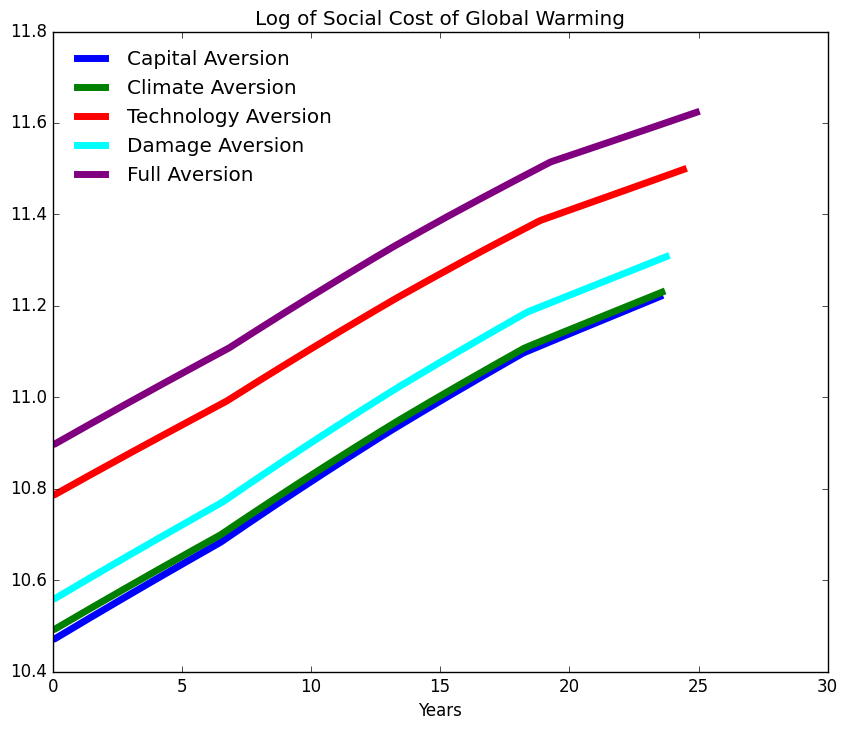 Log of Social Cost of Global Warming
11.8
11.6
11.4
11.2
11.0
10.8
10.6
10.4
Capital Aversion
Climate Aversion
Technology Aversion
Damage Aversion
Full Aversion
0 5 10 15 20 25 30
Years